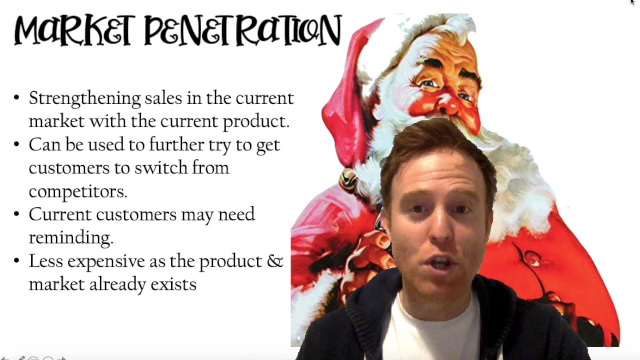 MARKET PENETRATION
• Strengthening sales in the current
market with the current product.
• Can be used to further try to get
customers to switch from
competitors.
• Current customers may need
reminding.
• Less expensive as the product &
market already exists